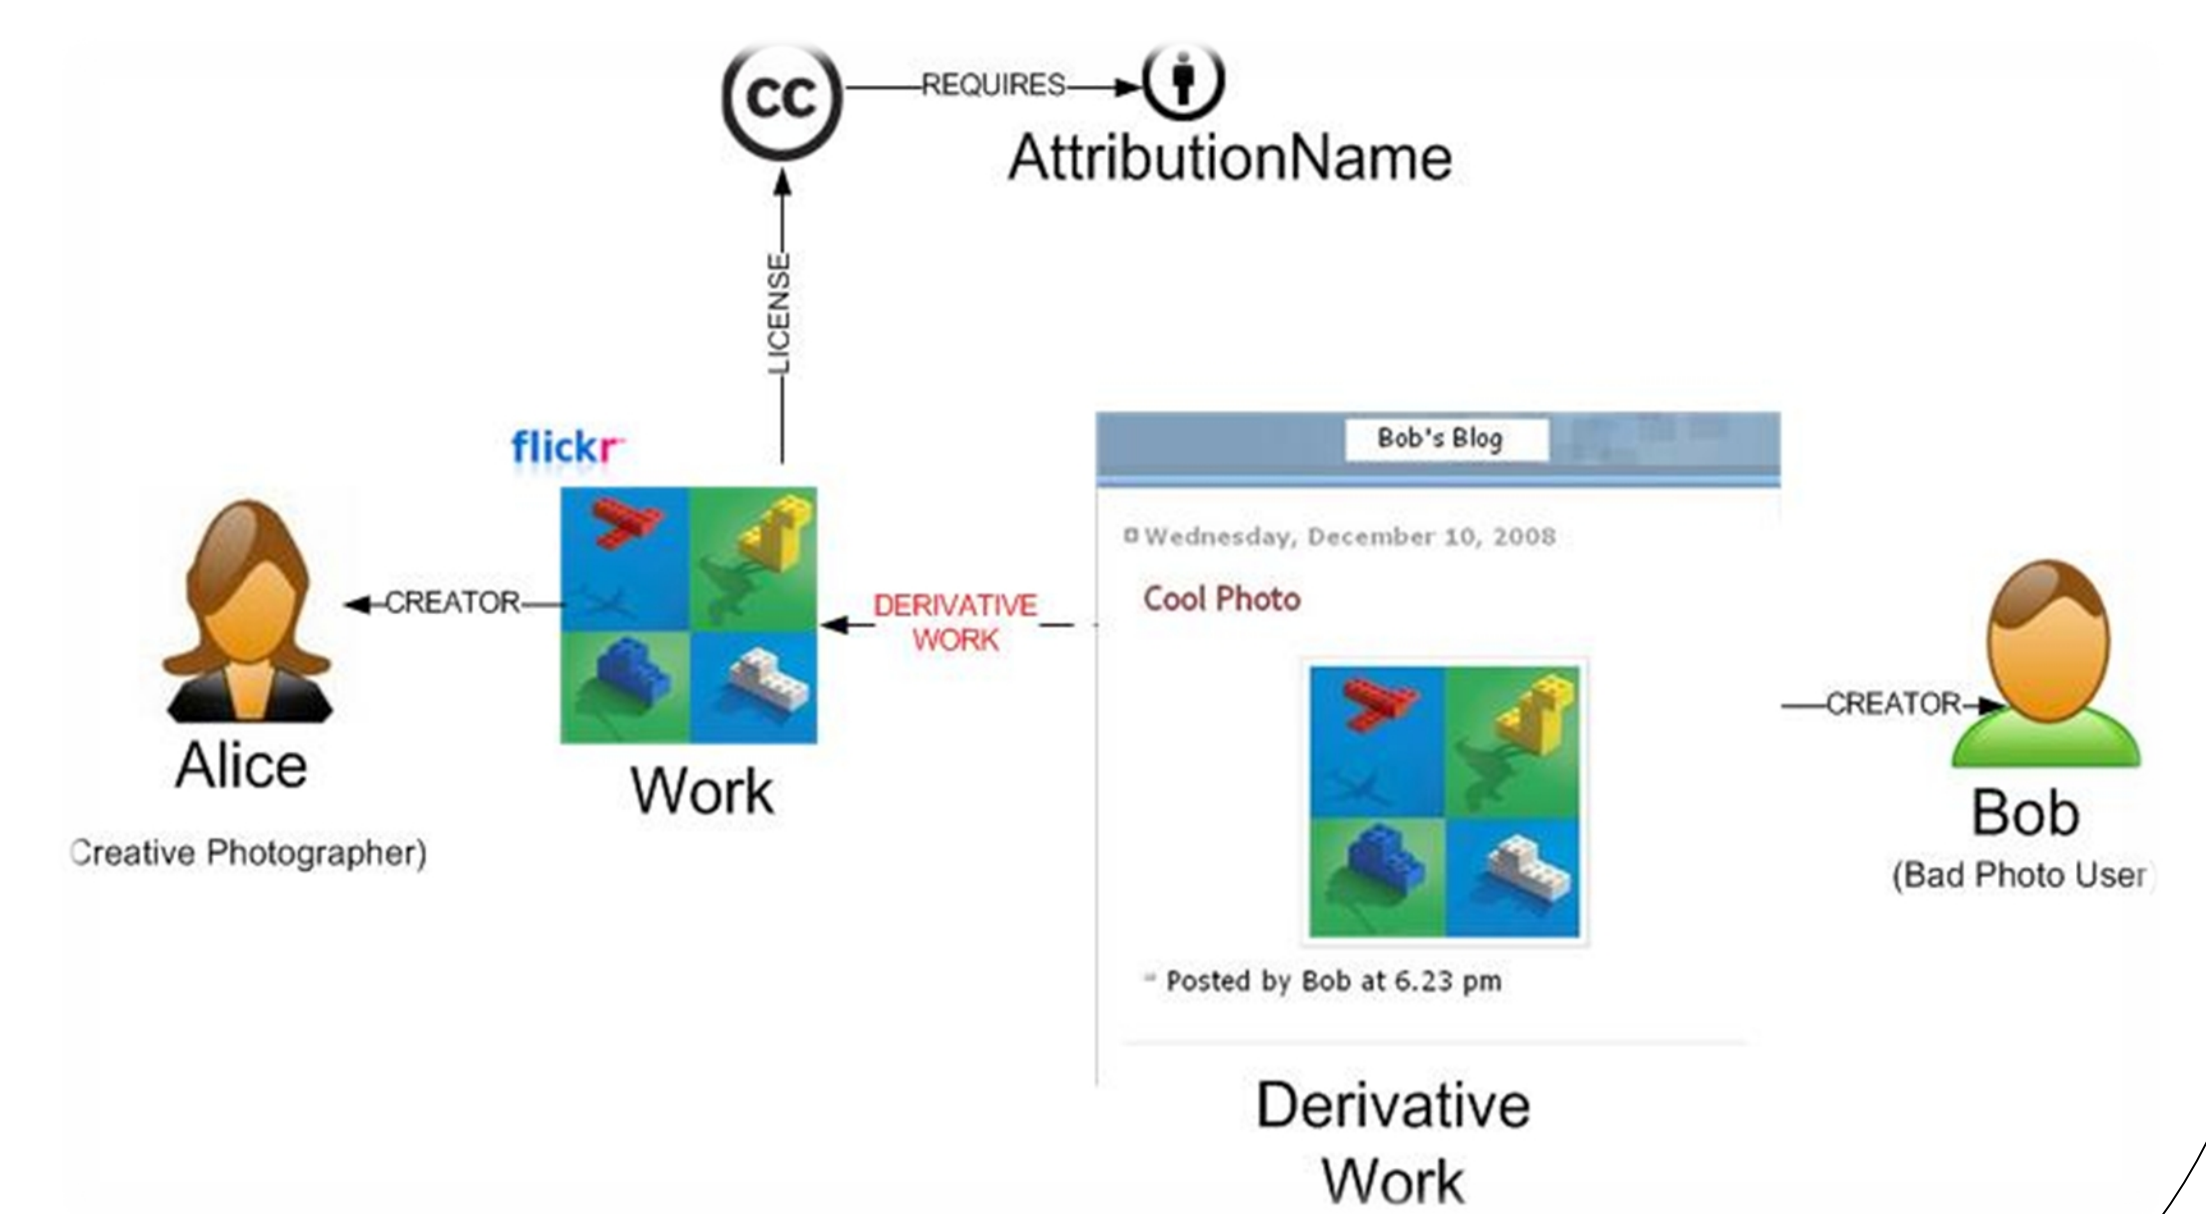 cc
REQUIRES
AttributionName
LICENSE
flickr
Bob's Blog
Wednesday, December 10, 2008
Cool Photo
CREATOR
DERIVATIVE
WORK
CREATOR
Alice
Creative Photographer)
Work
Bob
(Bad Photo User)
Posted by Bob at 6.23 pm
Derivative
Work